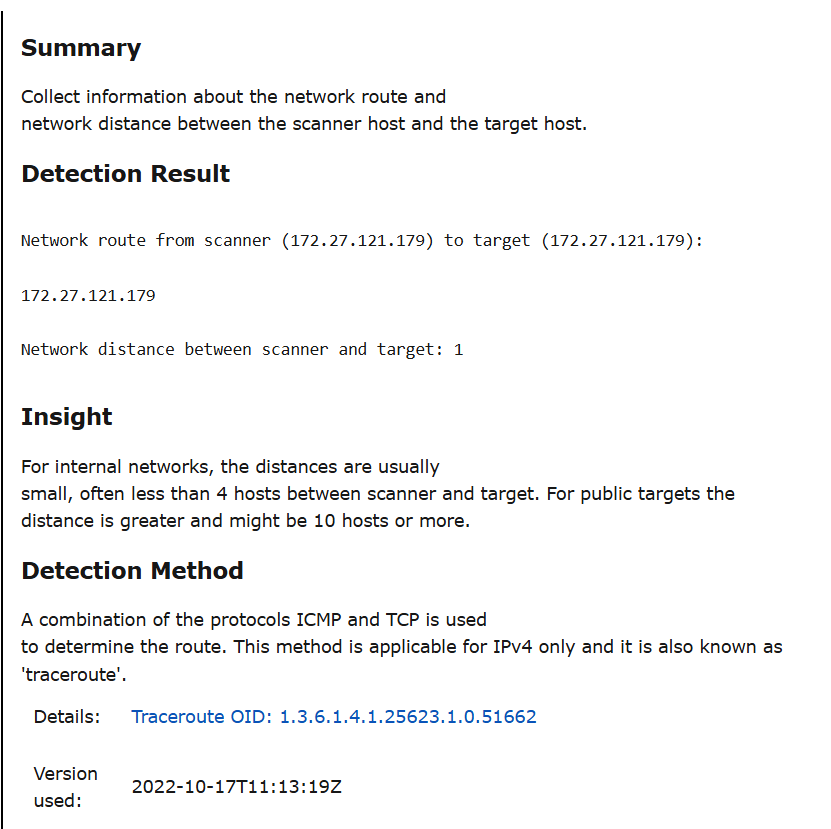 Summary
Collect information about the network route and
network distance between the scanner host and the target host.
Detection Result
Network route from scanner (172.27.121.179) to target (172.27.121.179):
172.27.121.179
Network distance between scanner and target: 1
Insight
For internal networks, the distances are usually
small, often less than 4 hosts between scanner and target. For public targets the
distance is greater and might be 10 hosts or more.
Detection Method
A combination of the protocols ICMP and TCP is used
to determine the route. This method is applicable for IPv4 only and it is also known as
'traceroute'.
Details: Traceroute OID: 1.3.6.1.4.1.25623.1.0.51662
Version
used: 2022-10-17T11:13:19Z